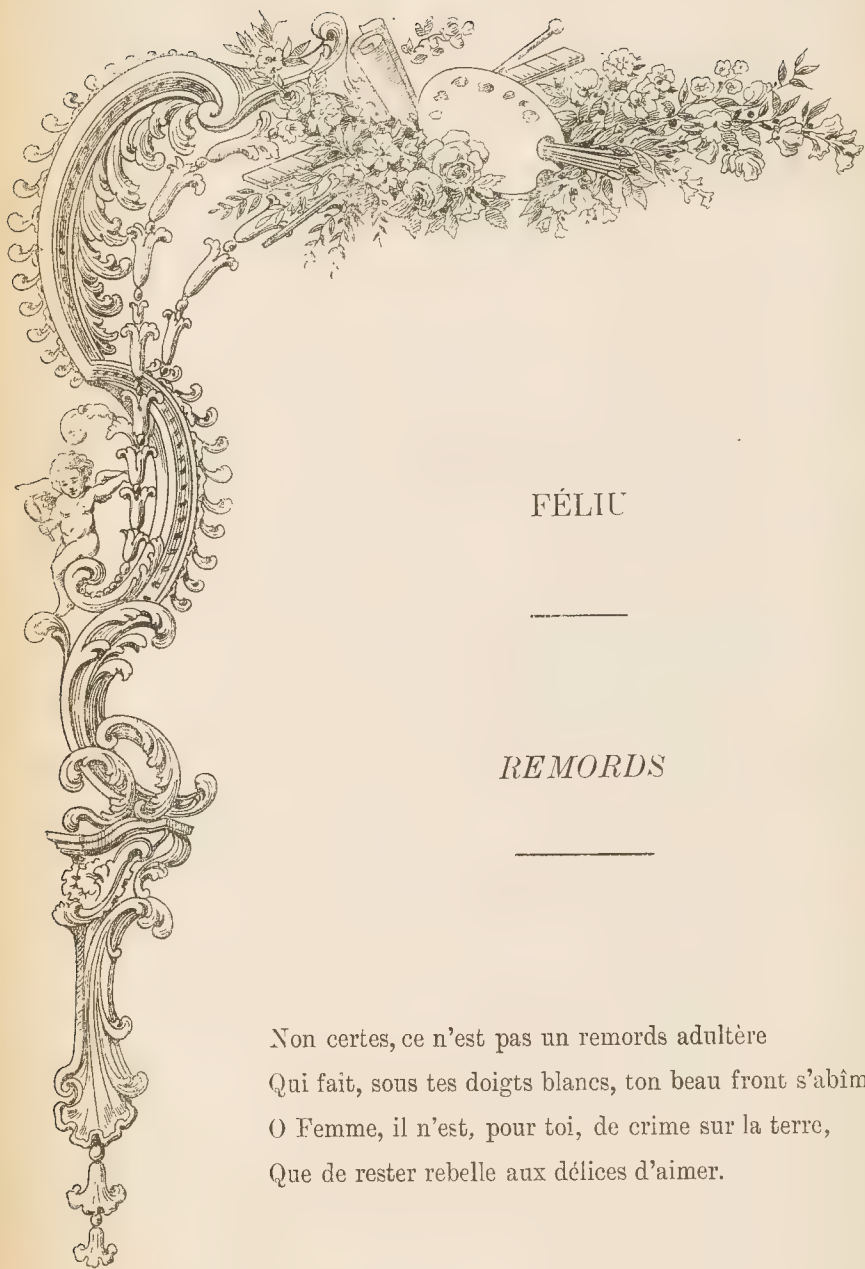 FÉLIU
REMORDS
Non certes, ce n'est pas un remords adultère
Qui fait, sous tes doigts blancs, ton beau front s'abîm
O Femme, il n'est, pour toi, de crime sur la terre,
Que de rester rebelle aux délices d'aimer.